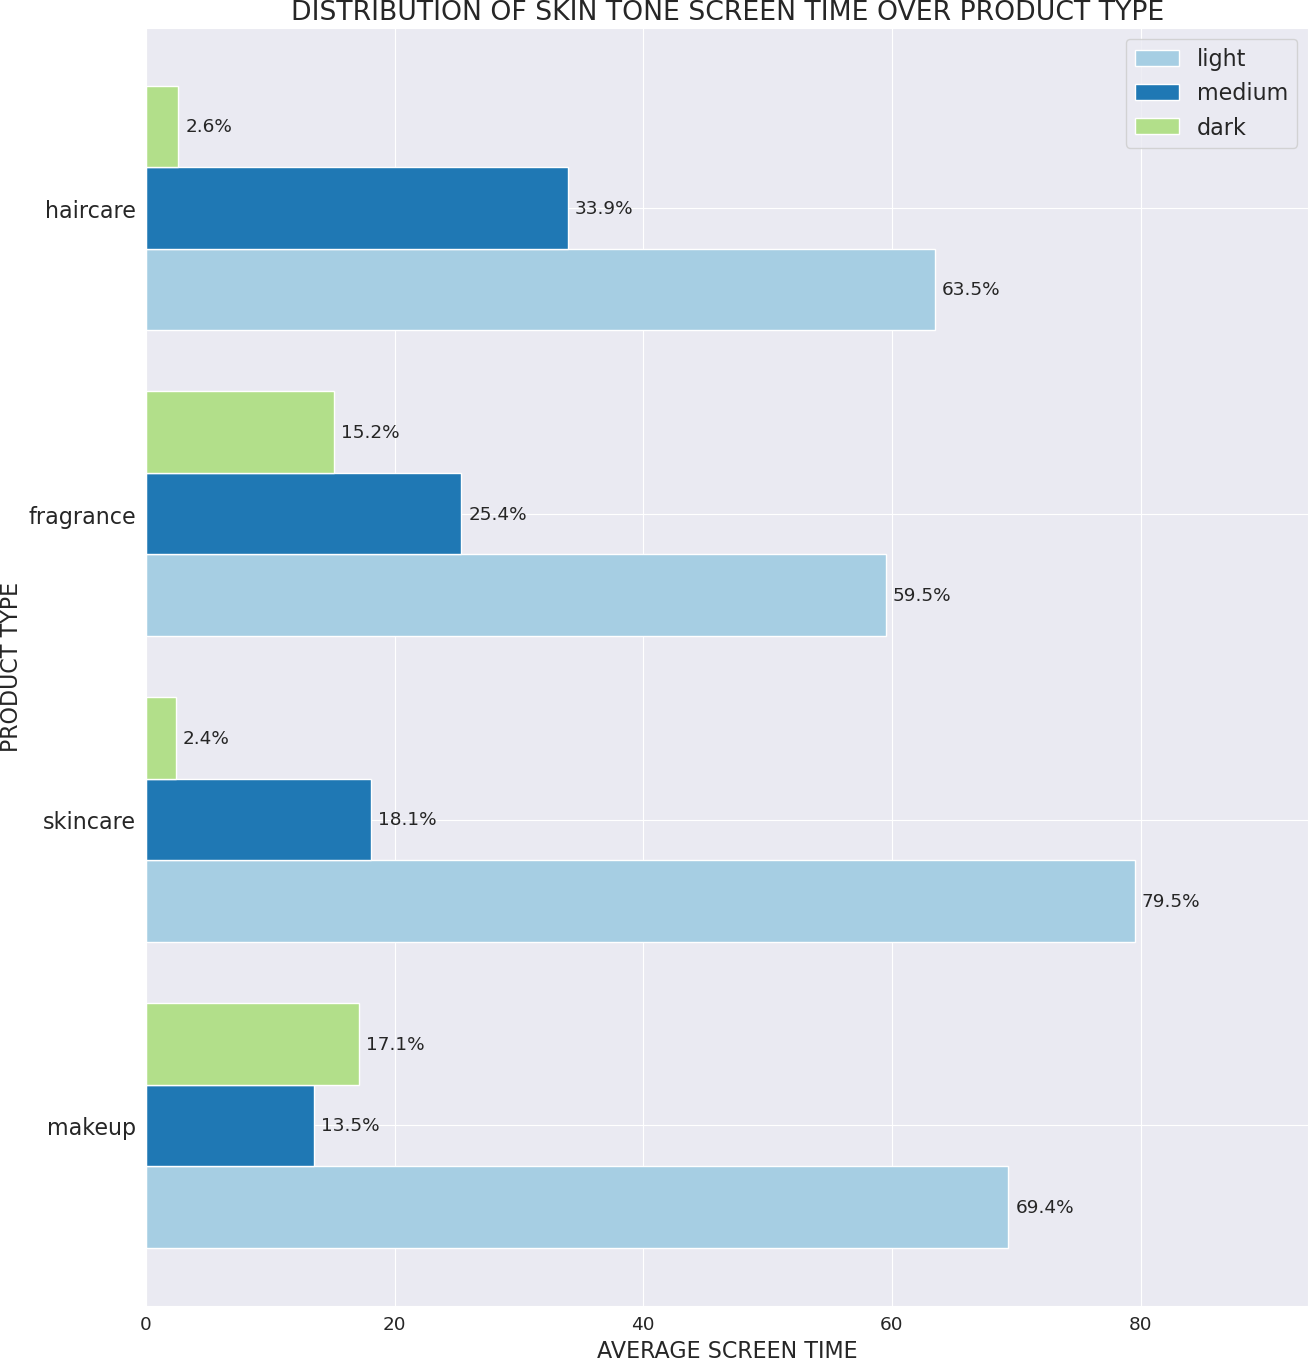 DISTRIBUTION OF SKIN TONE SCREEN TIME OVER PRODUCT TYPE
light
medium
dark
2.6%
haircare
33.9%
63.5%
15.2%
fragrance
25.4%
59.5%
PRODUCT TYPE
2.4%
skincare
18.1%
79.5%
17.1%
makeup
13.5%
69.4%
0 20 40 60 80
AVERAGE SCREEN TIME